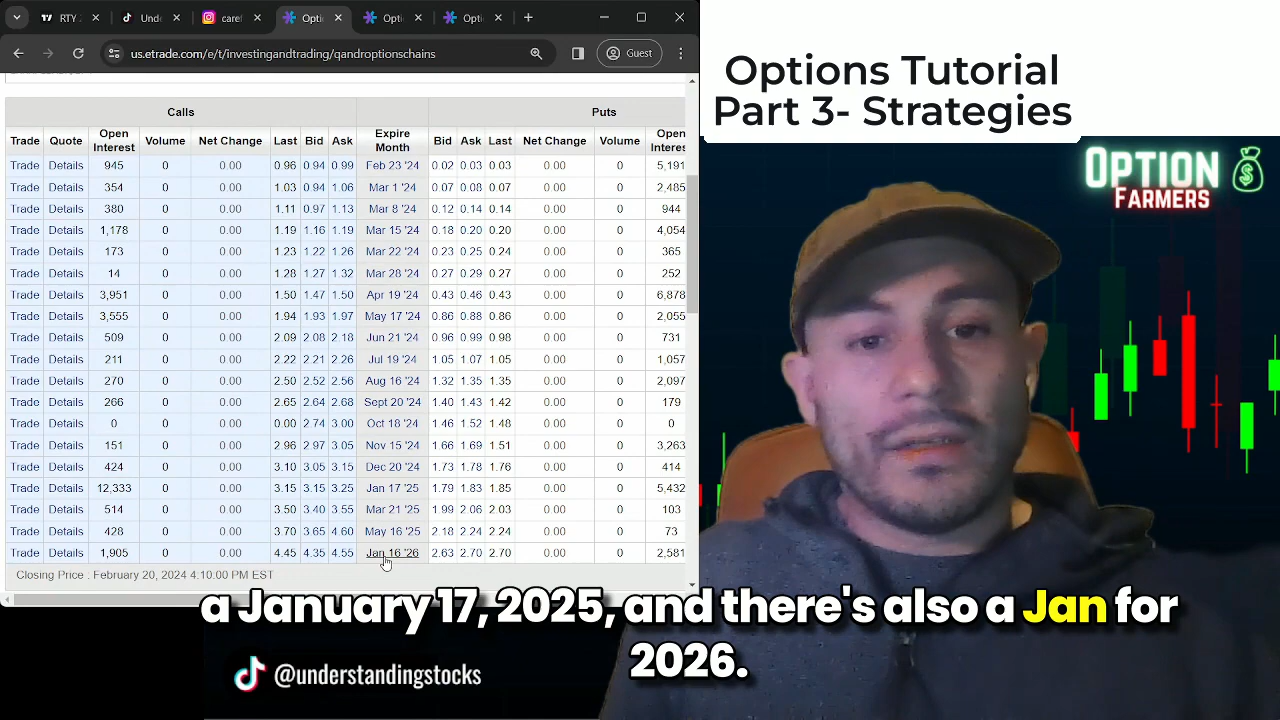 RTY
Und
caref
Opti
Opti
Opti
us.etrade.com/e/t/investingandtrading/qandroptionschains
Guest
Calls Puts
Trade Quote Open Interest Volume Net Change Last Bid Ask Expire Month Bid Ask Last Net Change Volume Open Interest
Trade Details 945 0 0.00 0.96 0.94 0.99 Feb 0.02 0.03 0.03 0.00 0 5,191
Trade Details 354 0 0.00 1.03 0.94 1.06 Mar 1 '24 0.07 0.08 0.07 0.00 0 2,485
Trade Details 380 0 0.00 1.11 0.97 1.13 Mar 8 '24 0.12 0.14 0.14 0.00 0 944
Trade Details 1,178 0 0.00 1.19 1.16 1.19 Mar 15 '24 0.18 0.20 0.20 0.00 0 4,054
Trade Details 173 0 0.00 1.23 1.22 1.26 Mar 22 '24 0.23 0.25 0.24 0.00 0 365
Trade Details 14 0 0.00 1.28 1.27 1.32 Mar 28 '24 0.27 0.29 0.27 0.00 0 252
Trade Details 3,951 0 0.00 1.50 1.47 1.50 Apr 19 '24 0.43 0.46 0.43 0.00 0 6,878
Trade Details 3,555 0 0.00 1.94 1.93 1.97 May 17 '24 0.86 0.88 0.86 0.00 0 2,055
Trade Details 509 0 0.00 2.09 2.08 2.18 Jun 21 '24 0.96 0.99 0.98 0.00 0 731
Trade Details 211 0 0.00 2.22 2.21 2.26 Jul 19 '24 1.05 1.07 1.05 0.00 0 1,057
Trade Details 270 0 0.00 2.50 2.52 2.56 Aug 16 '24 1.32 1.35 1.35 0.00 0 2,097
Trade Details 266 0 0.00 2.65 2.64 2.68 Sept 20 '24 1.40 1.43 1.42 0.00 0 179
Trade Details 0 0 0.00 0.00 2.74 3.00 Oct 18 '24 1.46 1.52 1.48 0.00 0 0
Trade Details 151 0 0.00 2.96 2.97 3.05 Nov 15 '24 1.66 1.69 1.51 0.00 0 3,263
Trade Details 424 0 0.00 3.10 3.05 3.15 Dec 20 '24 1.73 1.78 1.76 0.00 0 414
Trade Details 12,333 0 0.00 3.15 3.15 3.25 Jan 17 '25 1.79 1.83 1.85 0.00 0 5,432
Trade Details 514 0 0.00 3.50 3.40 3.55 Mar 21 '25 1.99 2.06 2.03 0.00 0 103
Trade Details 428 0 0.00 3.70 3.65 4.60 May 16 '25 2.18 2.24 2.24 0.00 0 73
Trade Details 1,905 0 0.00 4.45 4.35 4.55 Jan 16 '26 2.63 2.70 2.70 0.00 0 2,581
Closing Price : February 20, 2024 4:10:00 PM EST
Options Tutorial
Part 3- Strategies
OPTION
FARMERS
a January 17, 2025, and there's also a Jan for
2026.
@understandingstocks